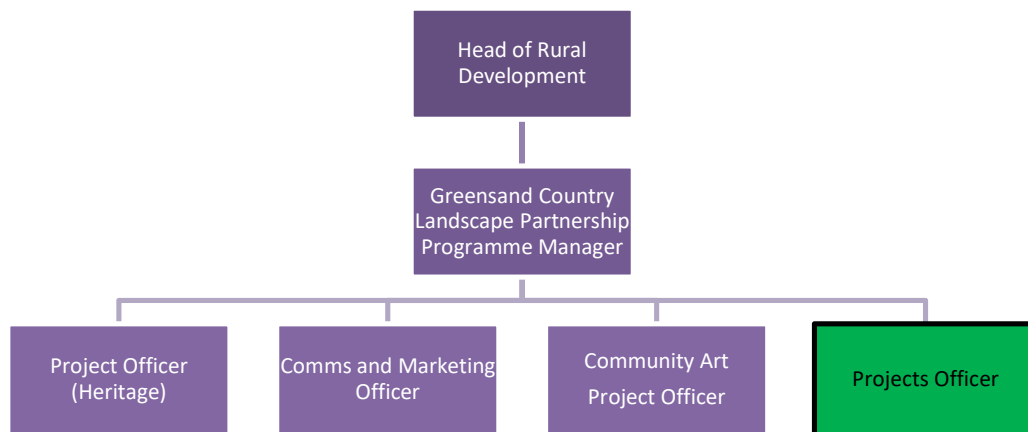 Head of Rural
Development
Greensand Country
Landscape Partnership
Programme Manager
Project Officer
(Heritage)
Comms and Marketing
Officer
Community Art
Project Officer
Projects Officer